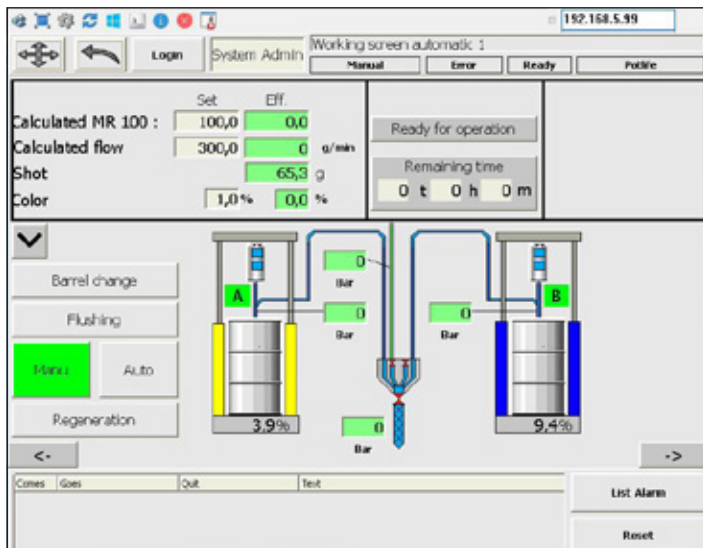 192.168.5.99
Login
System Admin
Working screen automatic 1
Manual Error Ready Potlife
Set Eff.
Calculated MR 100 : 100,0 0,0
Calculated flow 300,0 0 g/min
Shot 65,3 g
Color 1,0 % 0,0 %
Ready for operation
Remaining time
0 t 0 h 0 m
Barrel change
Flushing
Manu Auto
Regeneration
A
B
0
Bar
0
Bar
0
Bar
0
Bar
3,9%
9,4%
<-
->
Comes Goes Quit Text
List Alarm
Reset